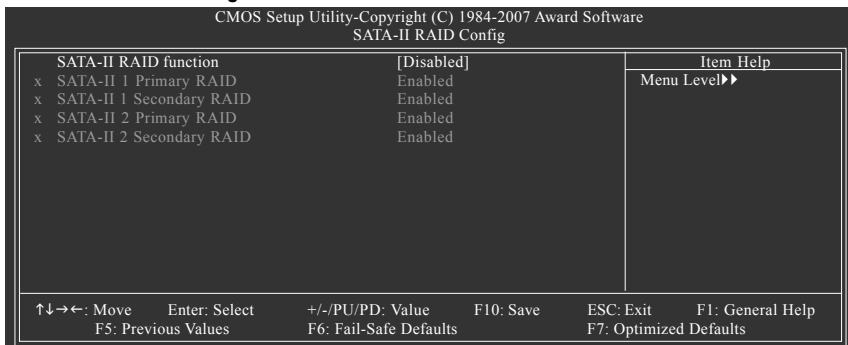 CMOS Setup Utility-Copyright (C) 1984-2007 Award Software
SATA-II RAID Config
SATA-II RAID function [Disabled]
x SATA-II 1 Primary RAID Enabled
x SATA-II 1 Secondary RAID Enabled
x SATA-II 2 Primary RAID Enabled
x SATA-II 2 Secondary RAID Enabled
Item Help
Menu Level▶▶
↑↓→←: Move Enter: Select +/-/PU/PD: Value F10: Save ESC: Exit F1: General Help
F5: Previous Values F6: Fail-Safe Defaults F7: Optimized Defaults